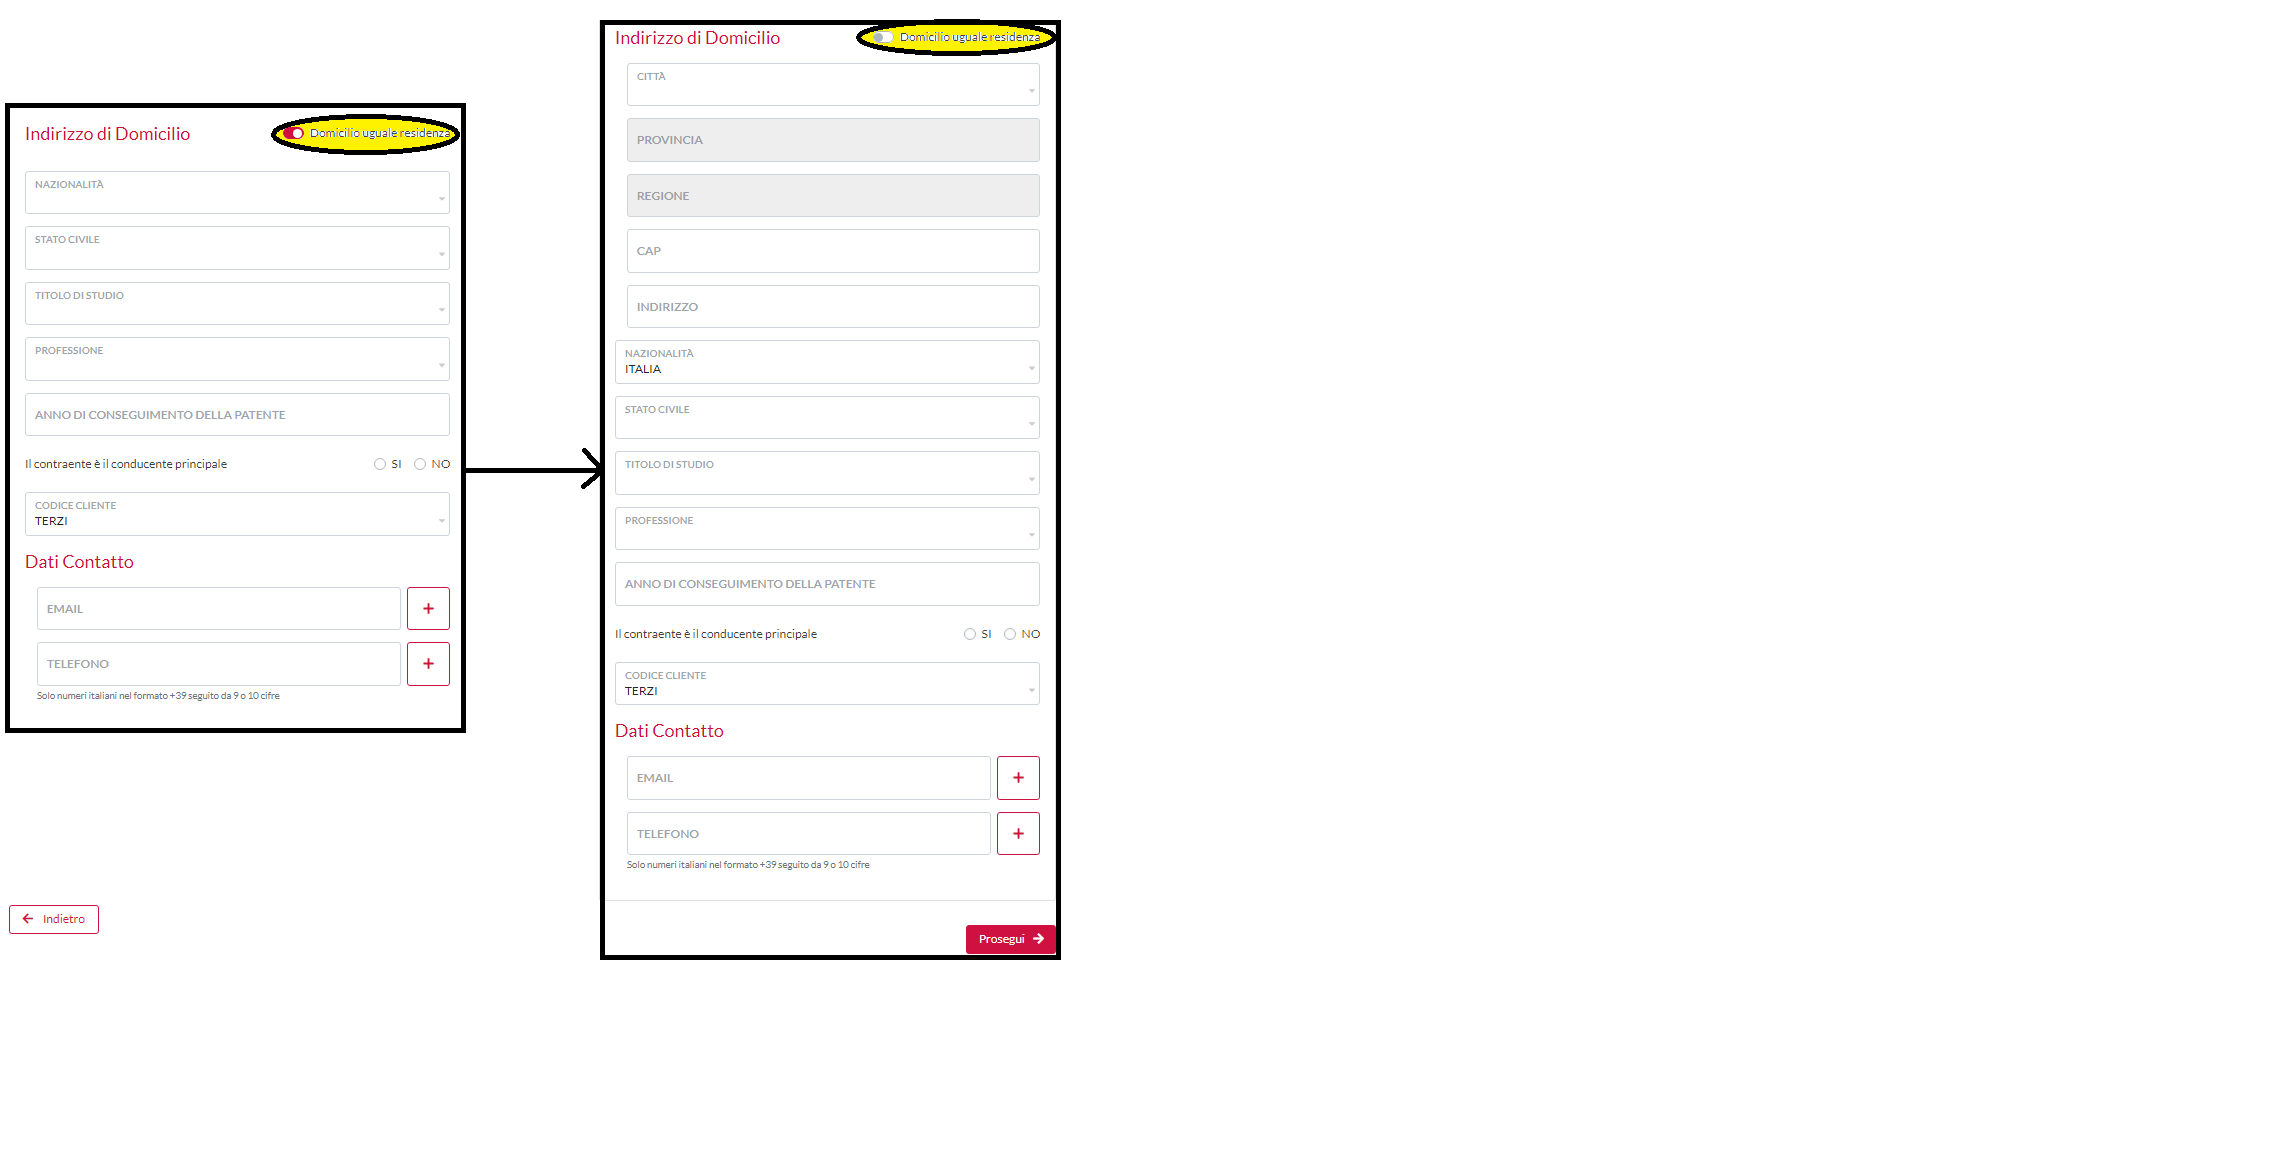 Indirizzo di Domicilio
Domicilio uguale residenza
NAZIONALITÀ
STATO CIVILE
TITOLO DI STUDIO
PROFESSIONE
ANNO DI CONSEGUIMENTO DELLA PATENTE
Il contraente è il conducente principale SI NO
CODICE CLIENTE
TERZI
Dati Contatto
EMAIL +
TELEFONO +
Solo numeri italiani nel formato +39 seguito da 9 o 10 cifre
Indietro
Indirizzo di Domicilio
Domicilio uguale residenza
CITTÀ
PROVINCIA
REGIONE
CAP
INDIRIZZO
NAZIONALITÀ
ITALIA
STATO CIVILE
TITOLO DI STUDIO
PROFESSIONE
ANNO DI CONSEGUIMENTO DELLA PATENTE
Il contraente è il conducente principale SI NO
CODICE CLIENTE
TERZI
Dati Contatto
EMAIL +
TELEFONO +
Solo numeri italiani nel formato +39 seguito da 9 o 10 cifre
Prosegui